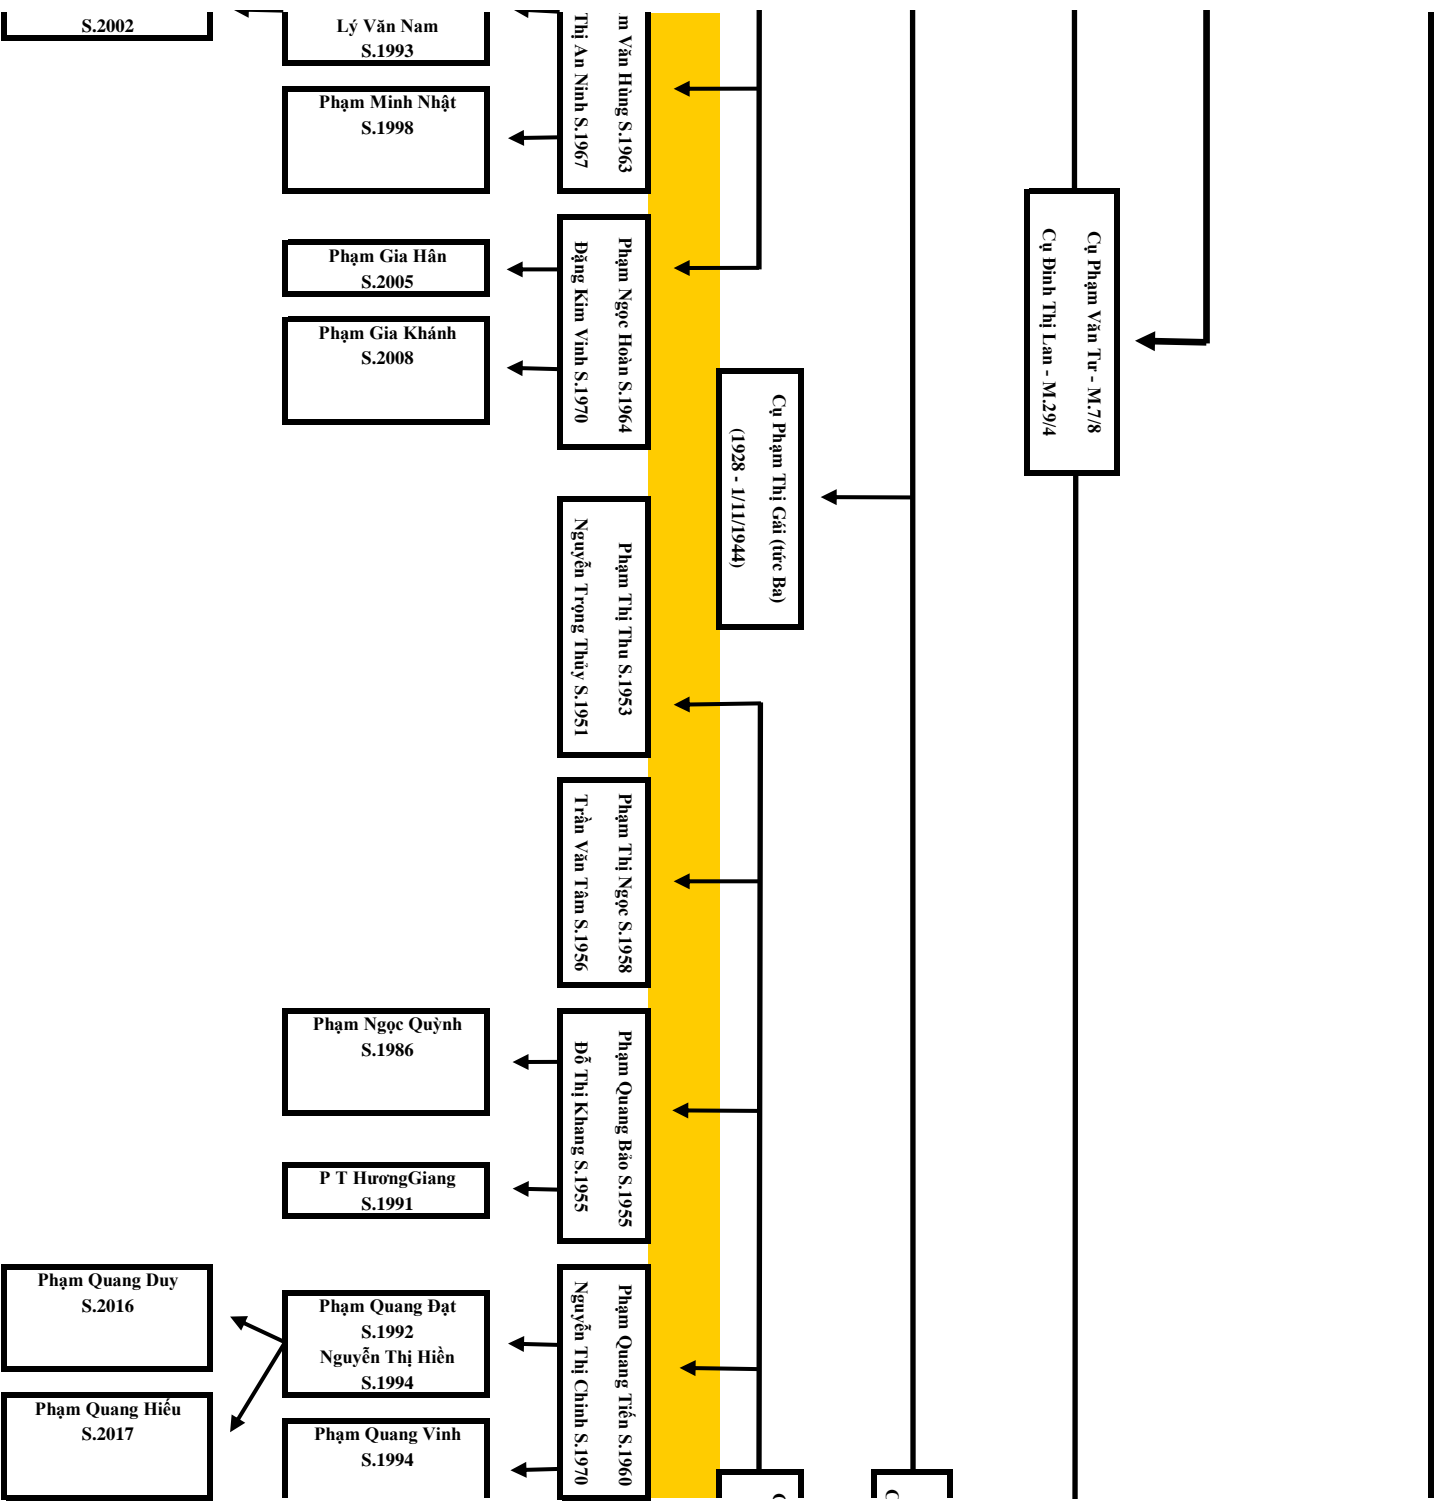 S.2002
Lý Văn Nam
S.1993
Phạm Minh Nhật
S.1998
m Văn Hùng S.1963
Thị An Ninh S.1967
Phạm Gia Hân
S.2005
Phạm Gia Khánh
S.2008
Phạm Ngọc Hoàn S.1964
Đặng Kim Vinh S.1970
Cụ Phạm Văn Tư - M.7/8
Cụ Đinh Thị Lan - M.29/4
Cụ Phạm Thị Gái (tức Ba)
(1928 - 1/11/1944)
Phạm Thị Thu S.1953
Nguyễn Trọng Thủy S.1951
Phạm Thị Ngọc S.1958
Trần Văn Tâm S.1956
Phạm Ngọc Quỳnh
S.1986
P T HươngGiang
S.1991
Phạm Quang Bảo S.1955
Đỗ Thị Khang S.1955
Phạm Quang Duy
S.2016
Phạm Quang Hiếu
S.2017
Phạm Quang Đạt
S.1992
Nguyễn Thị Hiền
S.1994
Phạm Quang Vinh
S.1994
Phạm Quang Tiến S.1960
Nguyễn Thị Chinh S.1970